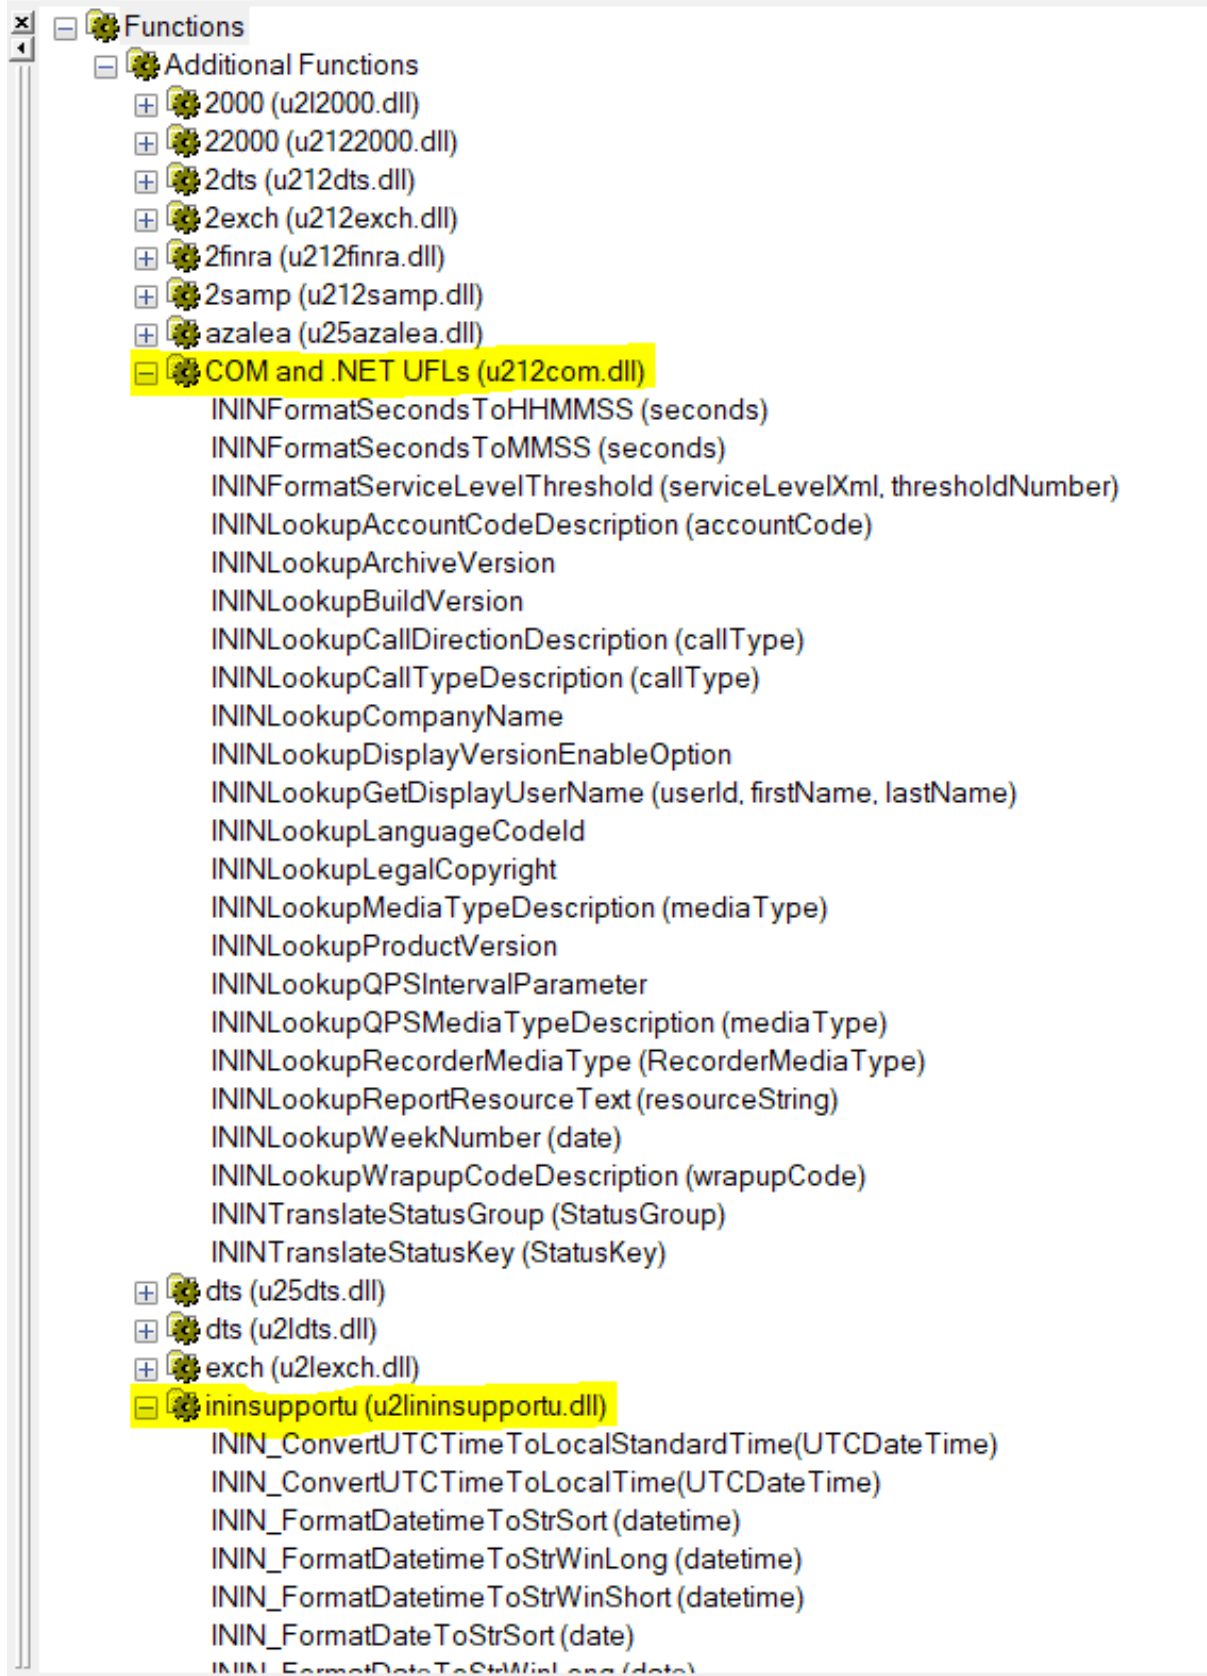 Functions
Additional Functions
2000 (u2l2000.dll)
22000 (u2122000.dll)
2dts (u212dts.dll)
2exch (u212exch.dll)
2finra (u212finra.dll)
2samp (u212samp.dll)
azalea (u25azalea.dll)
COM and .NET UFLs (u212com.dll)
ININFormatSecondsToHHMMSS (seconds)
ININFormatSecondsToMMSS (seconds)
ININFormatServiceLevelThreshold (serviceLevelXml, thresholdNumber)
ININLookupAccountCodeDescription (accountCode)
ININLookupArchiveVersion
ININLookupBuildVersion
ININLookupCallDirectionDescription (callType)
ININLookupCallTypeDescription (callType)
ININLookupCompanyName
ININLookupDisplayVersionEnableOption
ININLookupGetDisplayUserName (userId, firstName, lastName)
ININLookupLanguageCodeId
ININLookupLegalCopyright
ININLookupMediaTypeDescription (mediaType)
ININLookupProductVersion
ININLookupQPSIntervalParameter
ININLookupQPSMediaTypeDescription (mediaType)
ININLookupRecorderMediaType (RecorderMediaType)
ININLookupReportResourceText (resourceString)
ININLookupWeekNumber (date)
ININLookupWrapupCodeDescription (wrapupCode)
ININTranslateStatusGroup (StatusGroup)
ININTranslateStatusKey (StatusKey)
dts (u25dts.dll)
dts (u2ldts.dll)
exch (u2lexch.dll)
ininsupportu (u2lininsupportu.dll)
ININ_ConvertUTCTimeToLocalStandardTime(UTCDateTime)
ININ_ConvertUTCTimeToLocalTime(UTCDateTime)
ININ_FormatDatetimeToStrSort (datetime)
ININ_FormatDatetimeToStrWinLong (datetime)
ININ_FormatDatetimeToStrWinShort (datetime)
ININ_FormatDateToStrSort (date)
ININ_FormatDateToStrWinLong (date)